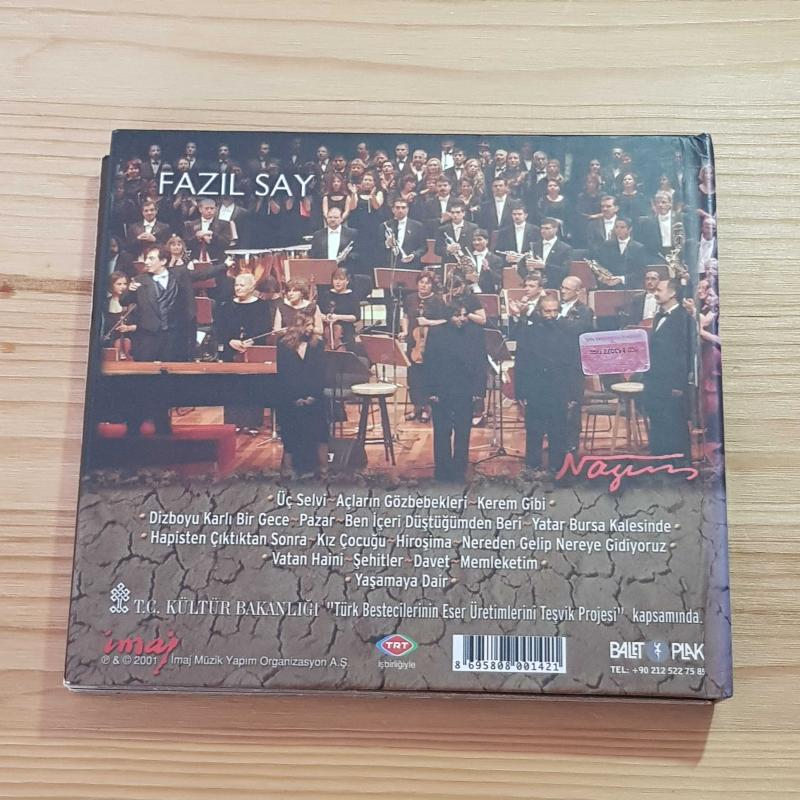 FAZIL SAY
Nazım
Üç Selvi ~ Açların Gözbebekleri ~ Kerem Gibi
Dizboyu Karlı Bir Gece ~ Pazar ~ Ben İçeri Düştüğümden Beri ~ Yatar Bursa Kalesinde
Hapisten Çıktıktan Sonra ~ Kız Çocuğu ~ Hiroşima ~ Nereden Gelip Nereye Gidiyoruz
Vatan Haini ~ Şehitler ~ Davet ~ Memleketim
Yaşamaya Dair
T.C. KÜLTÜR BAKANLIĞI "Türk Bestecilerinin Eser Üretimlerini Teşvik Projesi" kapsamında.
imaj
℗ & © 2001 İmaj Müzik Yapım Organizasyon A.Ş.
TRT
işbirliğiyle
8 695808 001421
BALET PLAK
TEL: +90 212 522 75 85